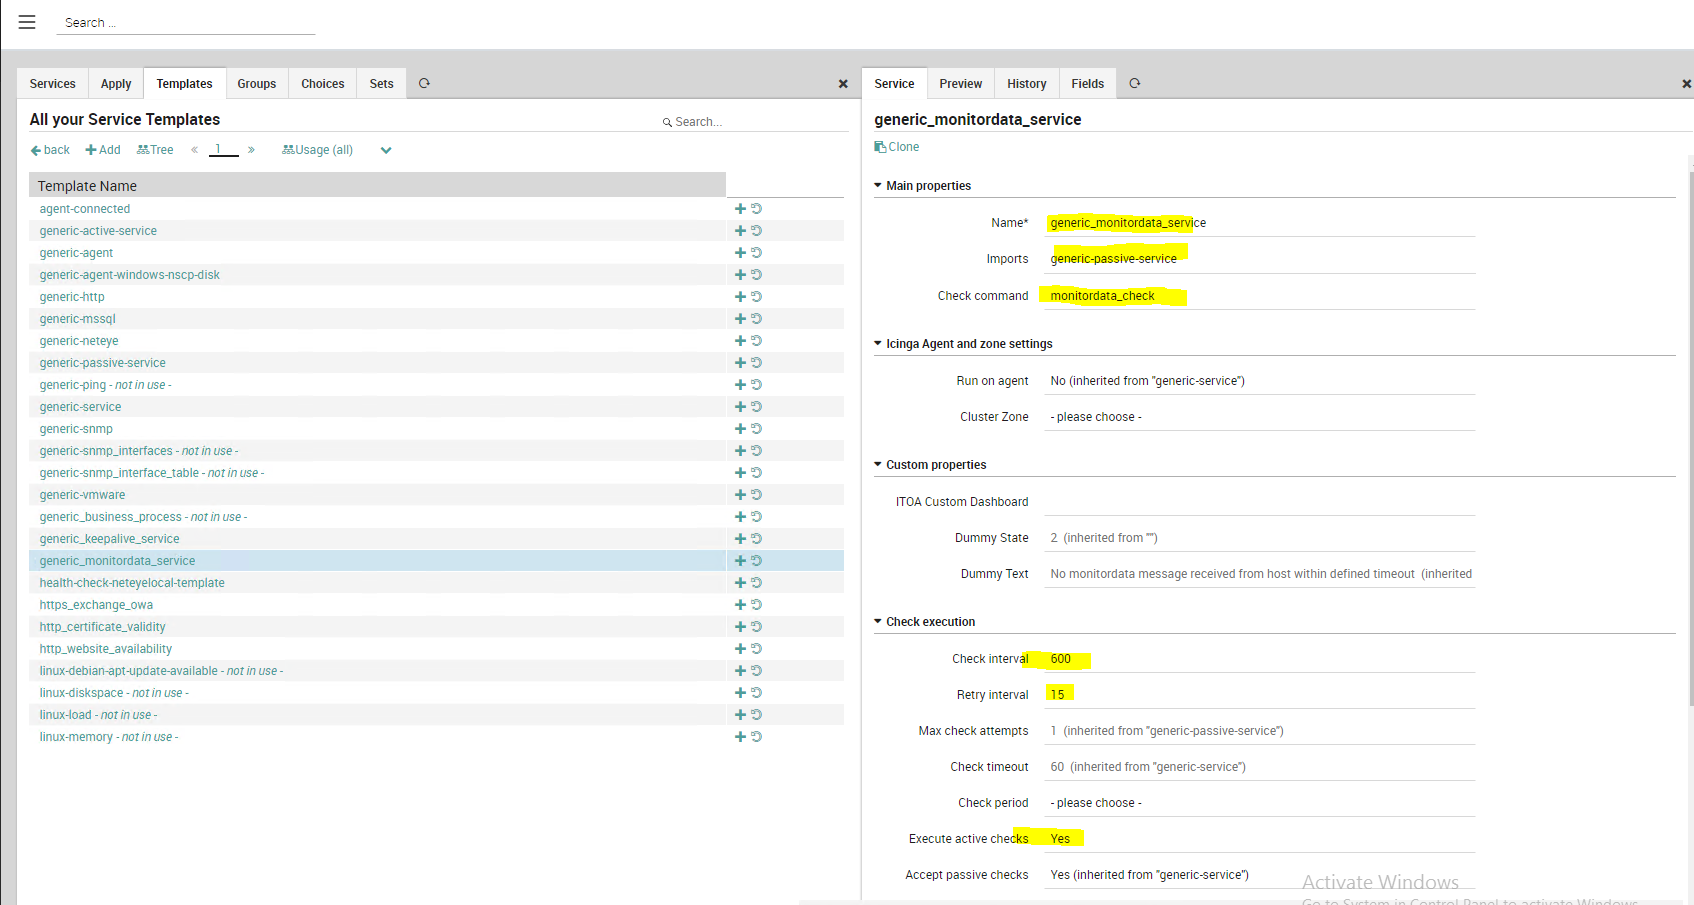 Search ...
Services Apply Templates Groups Choices Sets
All your Service Templates
Search...
back Add Tree « 1 » Usage (all)
Template Name
agent-connected
generic-active-service
generic-agent
generic-agent-windows-nscp-disk
generic-http
generic-mssql
generic-neteye
generic-passive-service
generic-ping - not in use -
generic-service
generic-snmp
generic-snmp_interfaces - not in use -
generic-snmp_interface_table - not in use -
generic-vmware
generic_business_process - not in use -
generic_keepalive_service
generic_monitordata_service
health-check-neteyelocal-template
https_exchange_owa
http_certificate_validity
http_website_availability
linux-debian-apt-update-available - not in use -
linux-diskspace - not in use -
linux-load - not in use -
linux-memory - not in use -
Service Preview History Fields
generic_monitordata_service
Clone
Main properties
Name* generic_monitordata_service
Imports generic-passive-service
Check command monitordata_check
Icinga Agent and zone settings
Run on agent No (inherited from "generic-service")
Cluster Zone - please choose -
Custom properties
ITOA Custom Dashboard
Dummy State 2 (inherited from "")
Dummy Text No monitordata message received from host within defined timeout (inherited
Check execution
Check interval 600
Retry interval 15
Max check attempts 1 (inherited from "generic-passive-service")
Check timeout 60 (inherited from "generic-service")
Check period - please choose -
Execute active checks Yes
Accept passive checks Yes (inherited from "generic-service")
Activate Windows
Go to System in Control Panel to activate Windows.